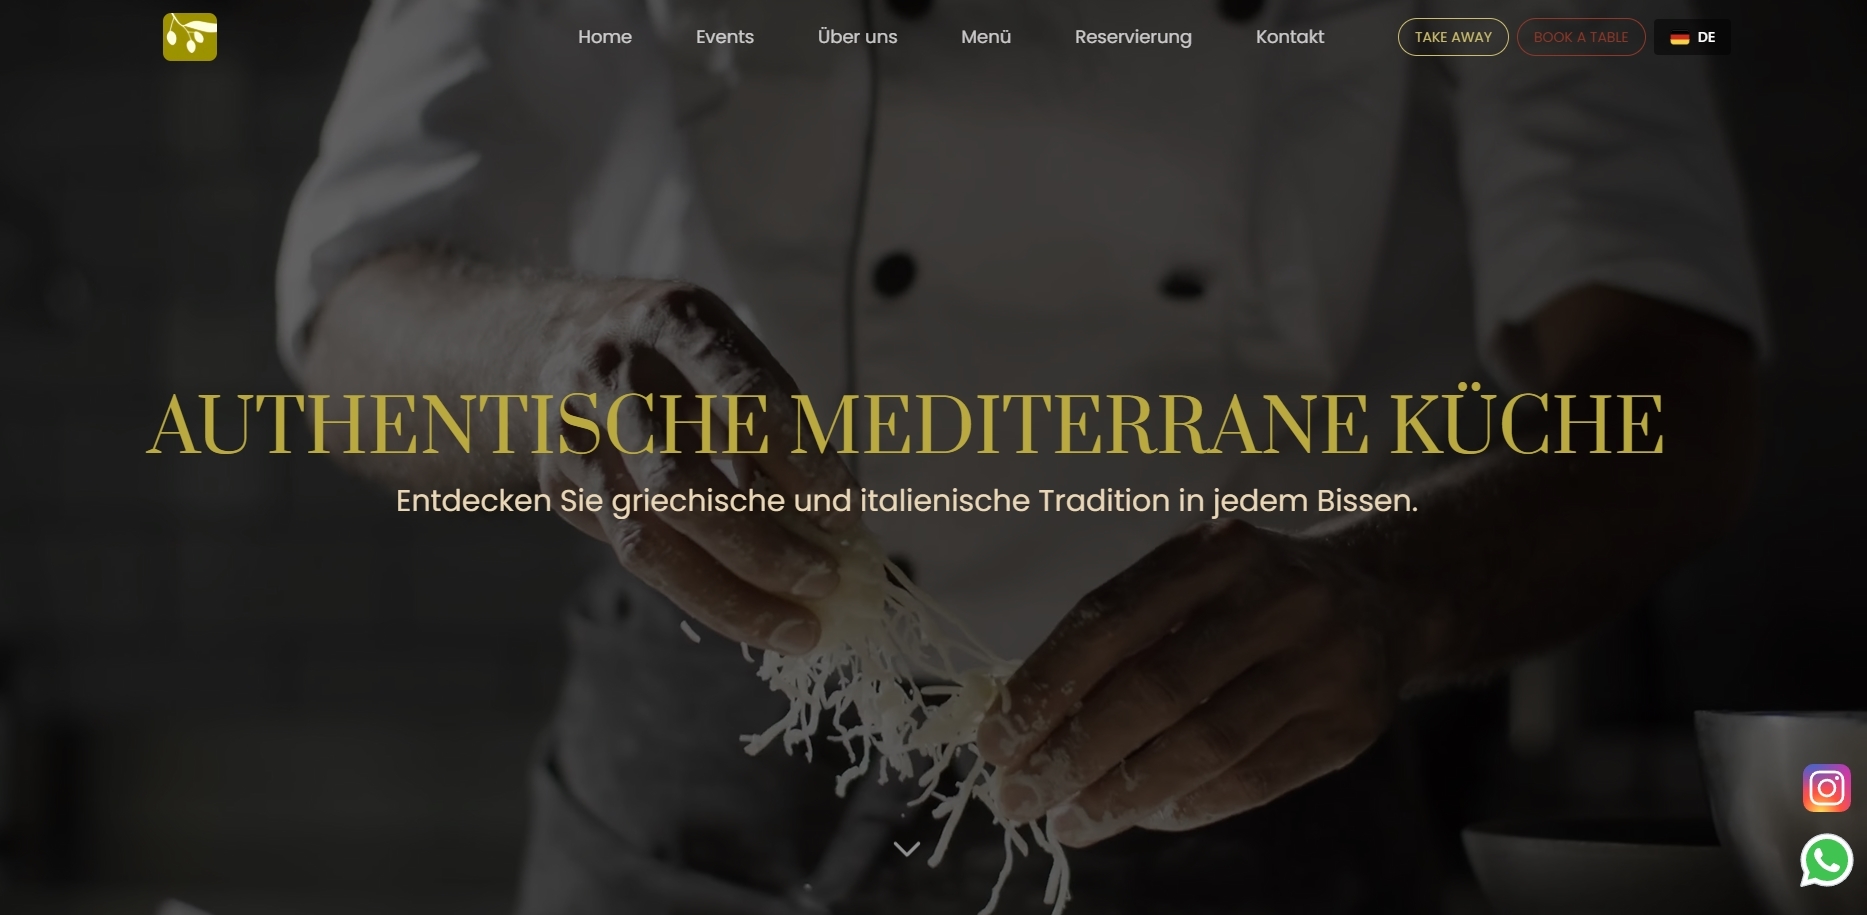 Home Events Über uns Menü Reservierung Kontakt TAKE AWAY BOOK A TABLE DE
AUTHENTISCHE MEDITERRANE KÜCHE
Entdecken Sie griechische und italienische Tradition in jedem Bissen.